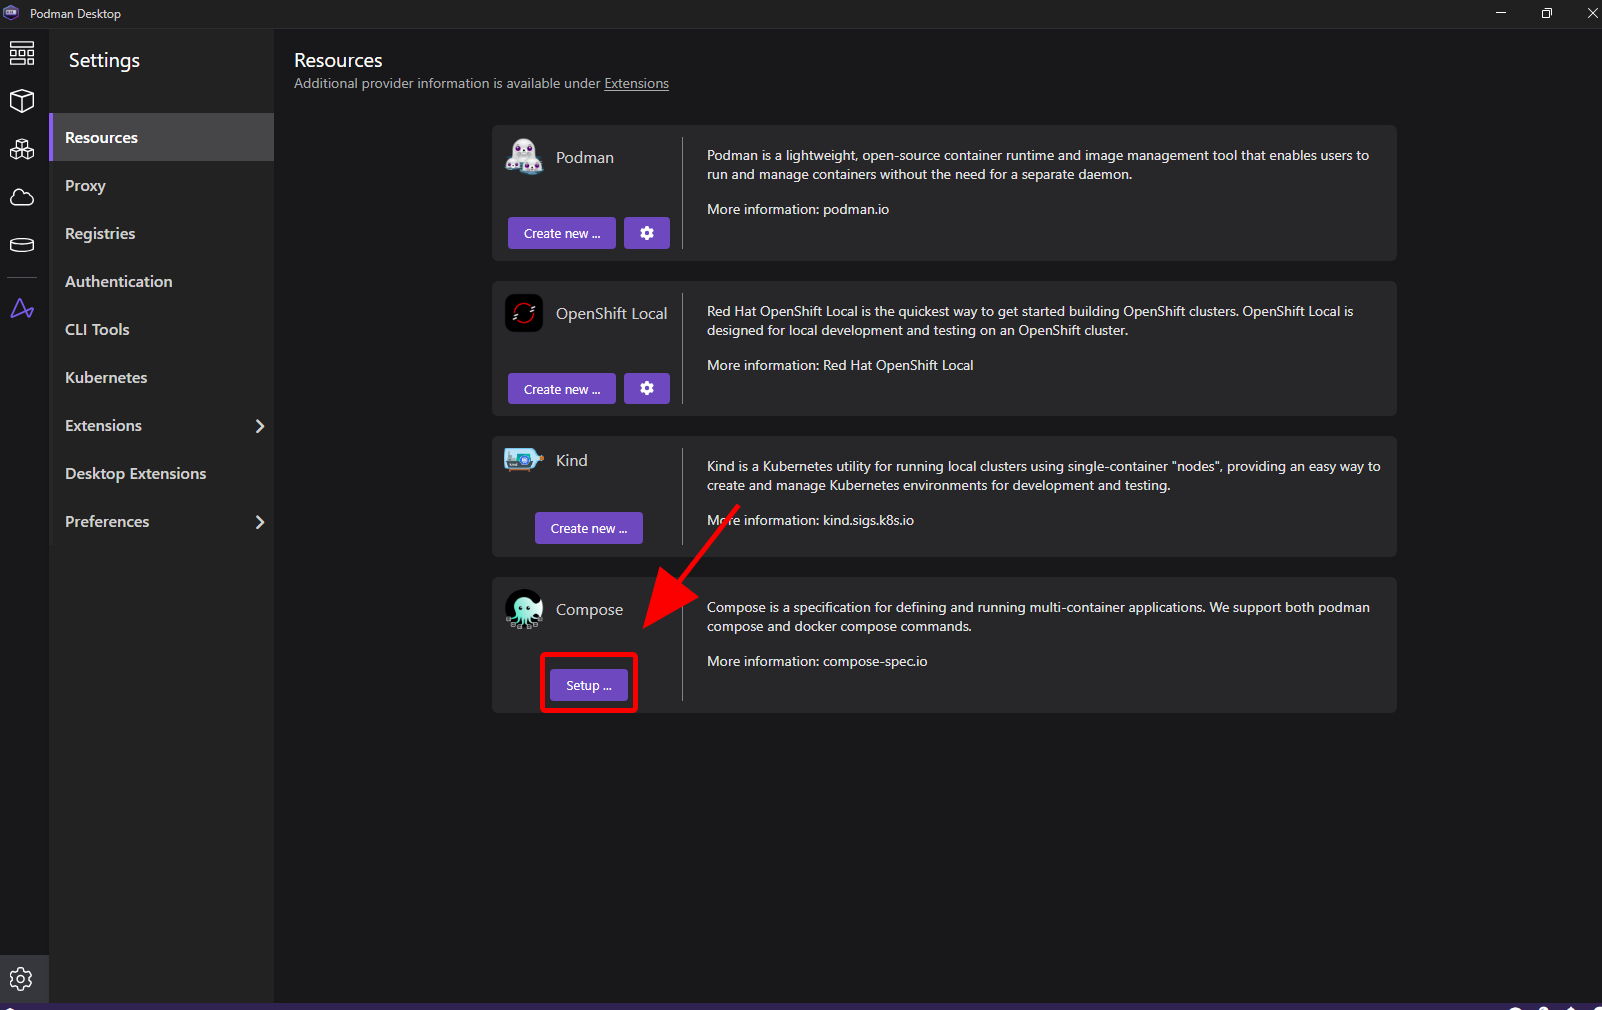 Podman Desktop
Settings
Resources
Proxy
Registries
Authentication
CLI Tools
Kubernetes
Extensions
Desktop Extensions
Preferences
Resources
Additional provider information is available under Extensions
Podman
Create new ...
Podman is a lightweight, open-source container runtime and image management tool that enables users to
run and manage containers without the need for a separate daemon.
More information: podman.io
OpenShift Local
Create new ...
Red Hat OpenShift Local is the quickest way to get started building OpenShift clusters. OpenShift Local is
designed for local development and testing on an OpenShift cluster.
More information: Red Hat OpenShift Local
Kind
Create new ...
Kind is a Kubernetes utility for running local clusters using single-container "nodes", providing an easy way to
create and manage Kubernetes environments for development and testing.
More information: kind.sigs.k8s.io
Compose
Setup ...
Compose is a specification for defining and running multi-container applications. We support both podman
compose and docker compose commands.
More information: compose-spec.io